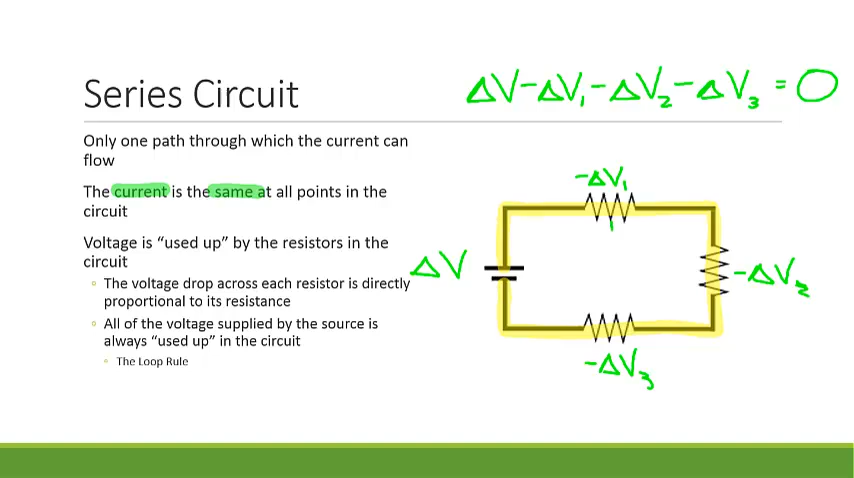 ΔV-ΔV₁-ΔV₂-ΔV₃=0
Series Circuit
Only one path through which the current can
flow
The current is the same at all points in the
circuit
Voltage is “used up” by the resistors in the
circuit
The voltage drop across each resistor is directly
proportional to its resistance
All of the voltage supplied by the source is
always “used up” in the circuit
The Loop Rule
-ΔV₁
ΔV
-ΔV₂
-ΔV₃